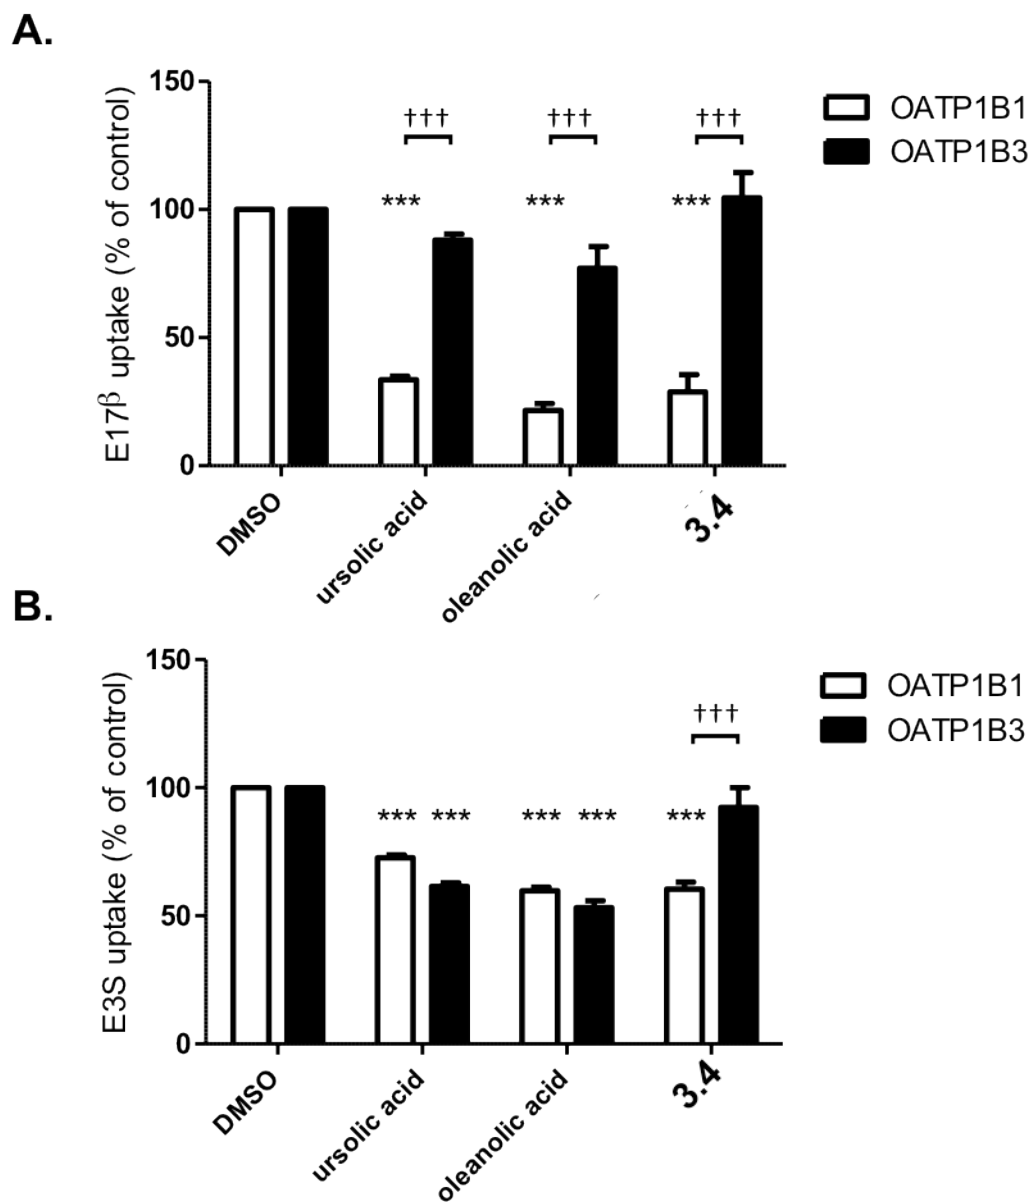 A.
150
100
50
0
E17β uptake (% of control)
OATP1B1
OATP1B3
†††
†††
†††
***
***
***
DMSO
ursolic acid
oleanolic acid
3.4
B.
150
100
50
0
E3S uptake (% of control)
OATP1B1
OATP1B3
†††
*** ***
*** ***
***
DMSO
ursolic acid
oleanolic acid
3.4